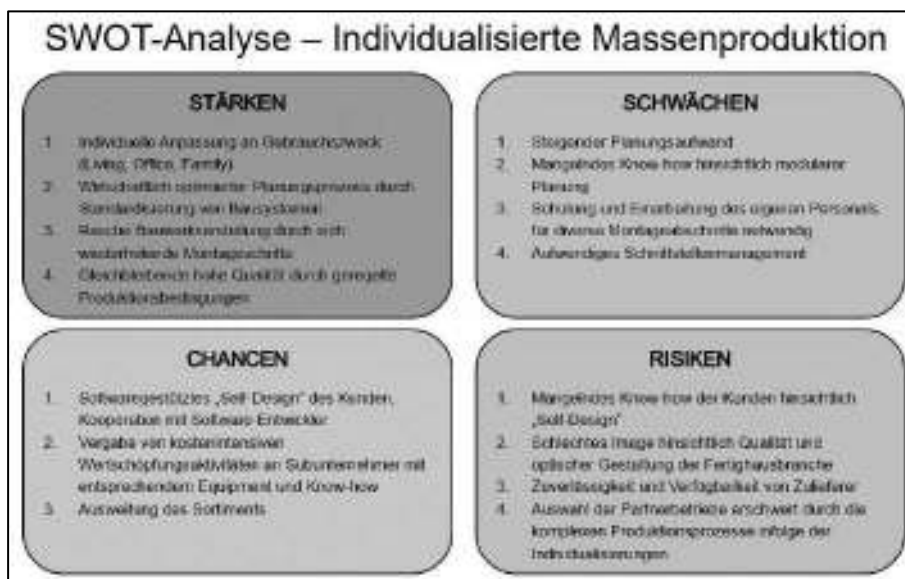 SWOT-Analyse – Individualisierte Massenproduktion
STÄRKEN
1. Individuelle Anpassung an Gebrauchszweck
(Living, Office, Family)
2. Wirtschaftlich optimierter Planungsprozess durch
Standardisierung von Bausystemen
3. Rasche Bauwerkserstellung durch sich
wiederholende Montageschritte
4. Gleichbleibende hohe Qualität durch geregelte
Produktionsbedingungen
SCHWÄCHEN
1. Steigender Planungsaufwand
2. Mangelndes Know-how hinsichtlich modularer
Planung
3. Schulung und Einarbeitung des eigenen Personals,
für diverse Montageabschnitte notwendig
4. Aufwendiges Schnittstellenmanagement
CHANCEN
1. Softwaregestütztes „Self-Design“ des Kunden,
Kooperation mit Software-Entwickler
2. Vergabe von kostenintensiven
Wertschöpfungsaktivitäten an Subunternehmer mit
entsprechendem Equipment und Know-how
3. Ausweitung des Sortiments
RISIKEN
1. Mangelndes Know-how der Kunden hinsichtlich
„Self-Design“
2. Schlechtes Image hinsichtlich Qualität und
optischer Gestaltung der Fertighausbranche
3. Zuverlässigkeit und Verfügbarkeit von Zulieferer
4. Auswahl der Partnerbetriebe erschwert durch die
komplexen Produktionsprozesse infolge der
Individualisierungen